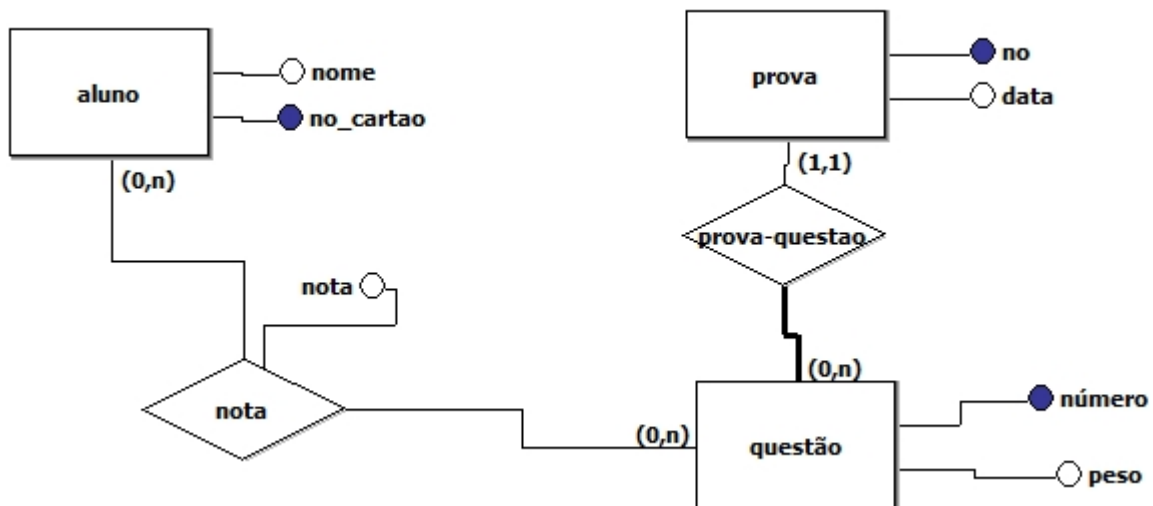 aluno
nome
no_cartao
(0,n)
prova
no
data
(1,1)
prova-questao
(0,n)
nota
nota
(0,n)
questão
número
peso